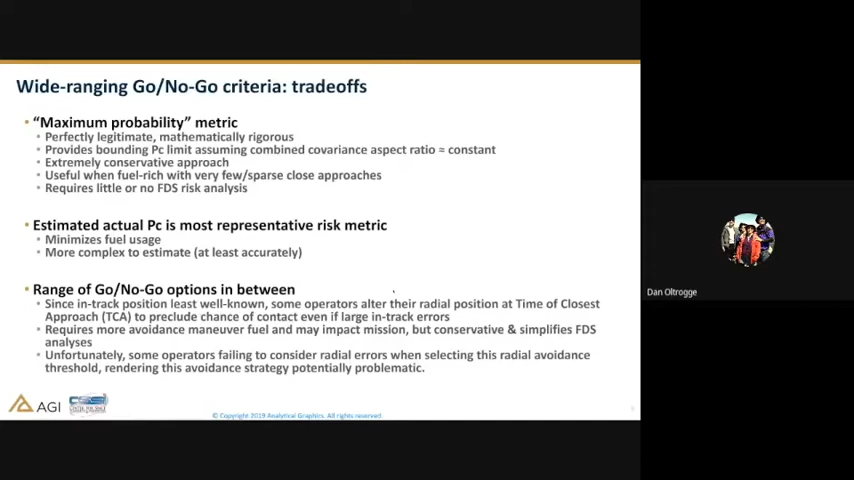 Wide-ranging Go/No-Go criteria: tradeoffs
• “Maximum probability” metric
• Perfectly legitimate, mathematically rigorous
• Provides bounding Pc limit assuming combined covariance aspect ratio ≈ constant
• Extremely conservative approach
• Useful when fuel-rich with very few/sparse close approaches
• Requires little or no FDS risk analysis
• Estimated actual Pc is most representative risk metric
• Minimizes fuel usage
• More complex to estimate (at least accurately)
• Range of Go/No-Go options in between
• Since in-track position least well-known, some operators alter their radial position at Time of Closest
Approach (TCA) to preclude chance of contact even if large in-track errors
• Requires more avoidance maneuver fuel and may impact mission, but conservative & simplifies FDS
analyses
• Unfortunately, some operators failing to consider radial errors when selecting this radial avoidance
threshold, rendering this avoidance strategy potentially problematic.
Dan Oltrogge
AGI
© Copyright 2019 Analytical Graphics. All rights reserved.